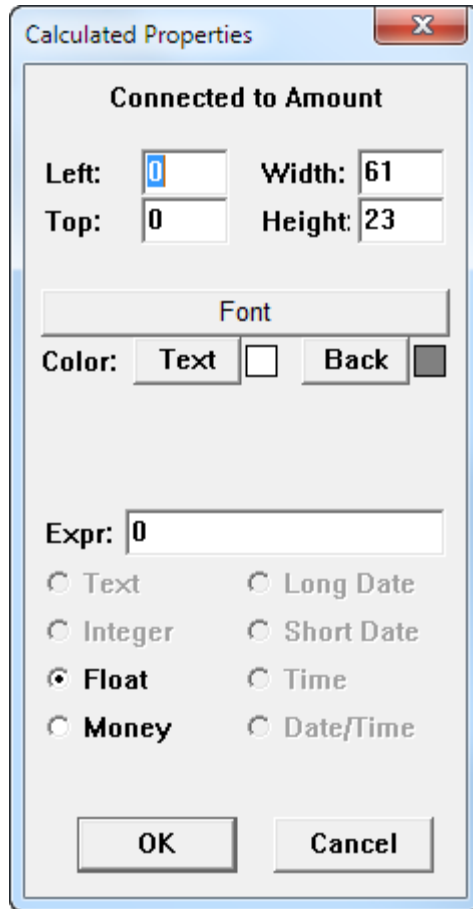 Calculated Properties
Connected to Amount
Left: 0 Width: 61
Top: 0 Height: 23
Font
Color: Text Back
Expr: 0
Text Long Date
Integer Short Date
Float Time
Money Date/Time
OK Cancel